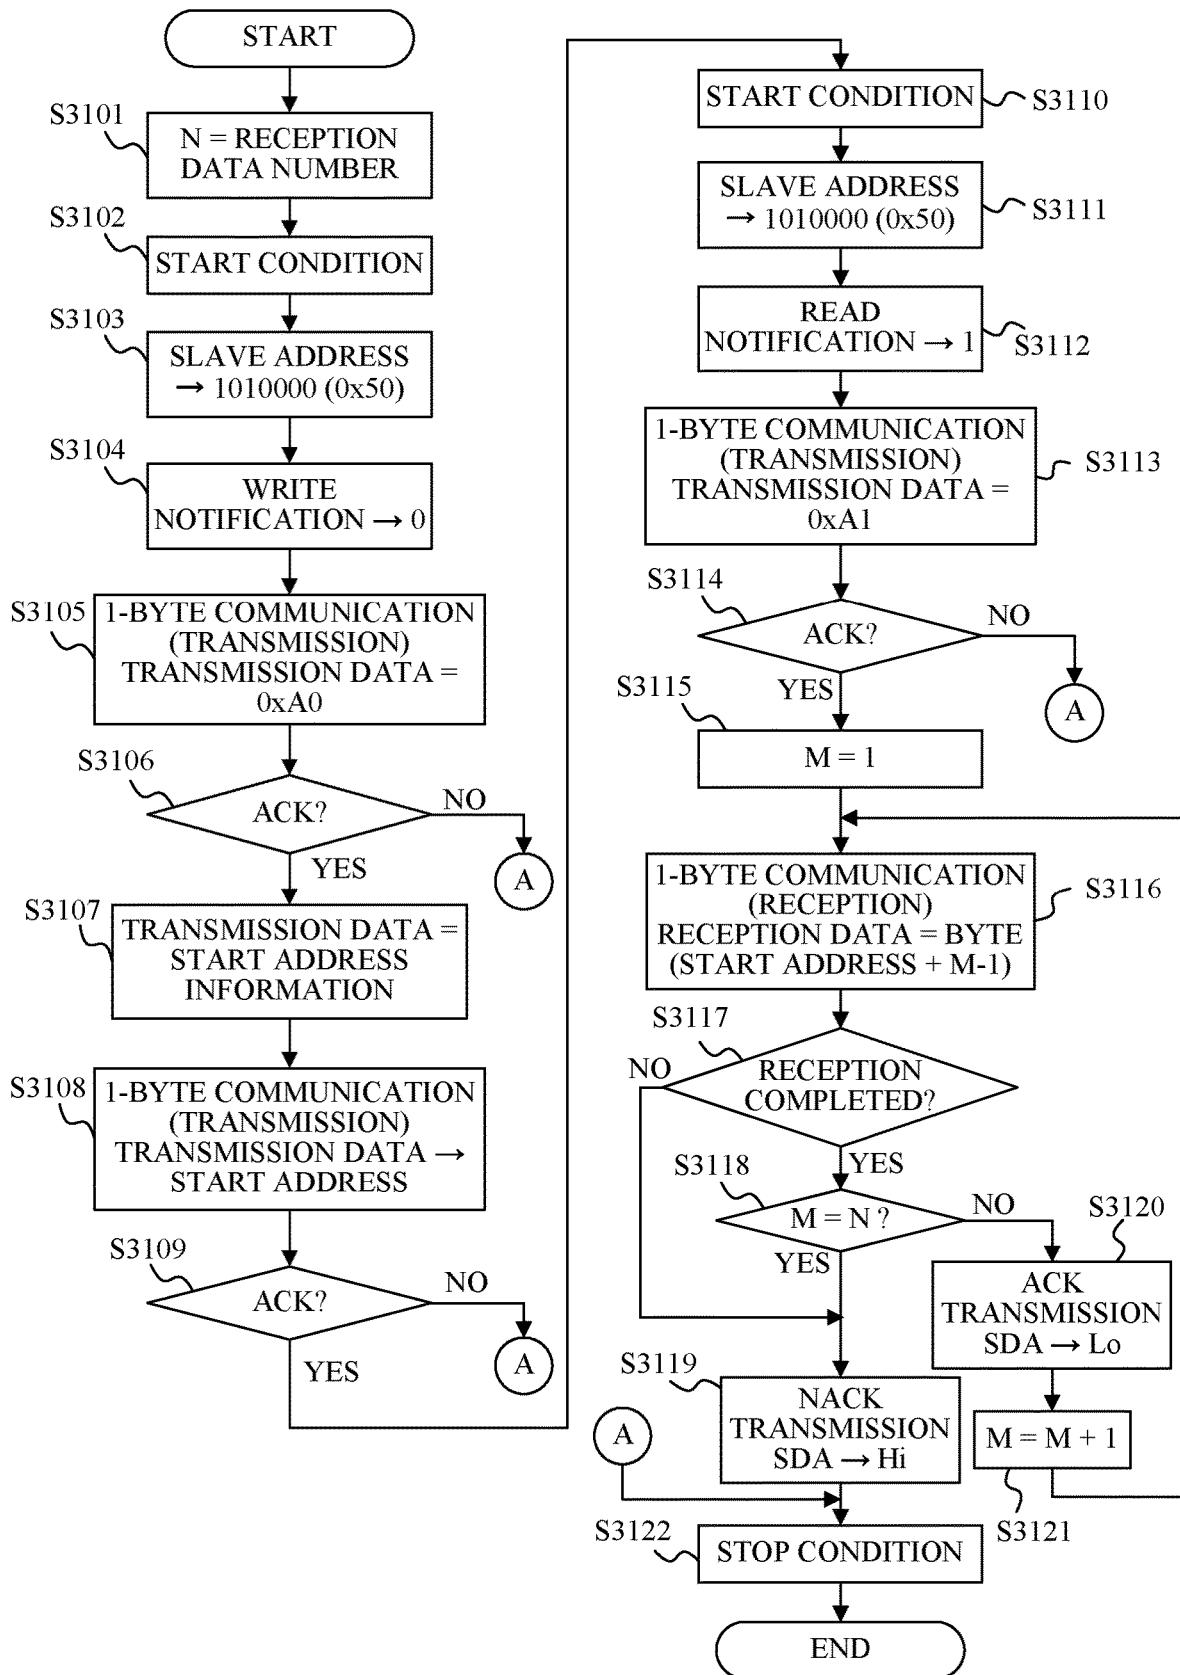 START
S3101
N = RECEPTION
DATA NUMBER
S3102
START CONDITION
S3103
SLAVE ADDRESS
→ 1010000 (0x50)
S3104
WRITE
NOTIFICATION → 0
S3105
1-BYTE COMMUNICATION
(TRANSMISSION)
TRANSMISSION DATA =
0xA0
S3106
ACK?
NO
A
YES
S3107
TRANSMISSION DATA =
START ADDRESS
INFORMATION
S3108
1-BYTE COMMUNICATION
(TRANSMISSION)
TRANSMISSION DATA →
START ADDRESS
S3109
ACK?
NO
A
YES
START CONDITION
S3110
SLAVE ADDRESS
→ 1010000 (0x50)
S3111
READ
NOTIFICATION → 1
S3112
1-BYTE COMMUNICATION
(TRANSMISSION)
TRANSMISSION DATA =
0xA1
S3113
S3114
ACK?
NO
A
YES
S3115
M = 1
1-BYTE COMMUNICATION
(RECEPTION)
RECEPTION DATA = BYTE
(START ADDRESS + M-1)
S3116
S3117
NO
RECEPTION
COMPLETED?
YES
S3118
M = N ?
NO
YES
S3120
ACK
TRANSMISSION
SDA → Lo
S3119
NACK
TRANSMISSION
SDA → Hi
M = M + 1
S3121
A
S3122
STOP CONDITION
END